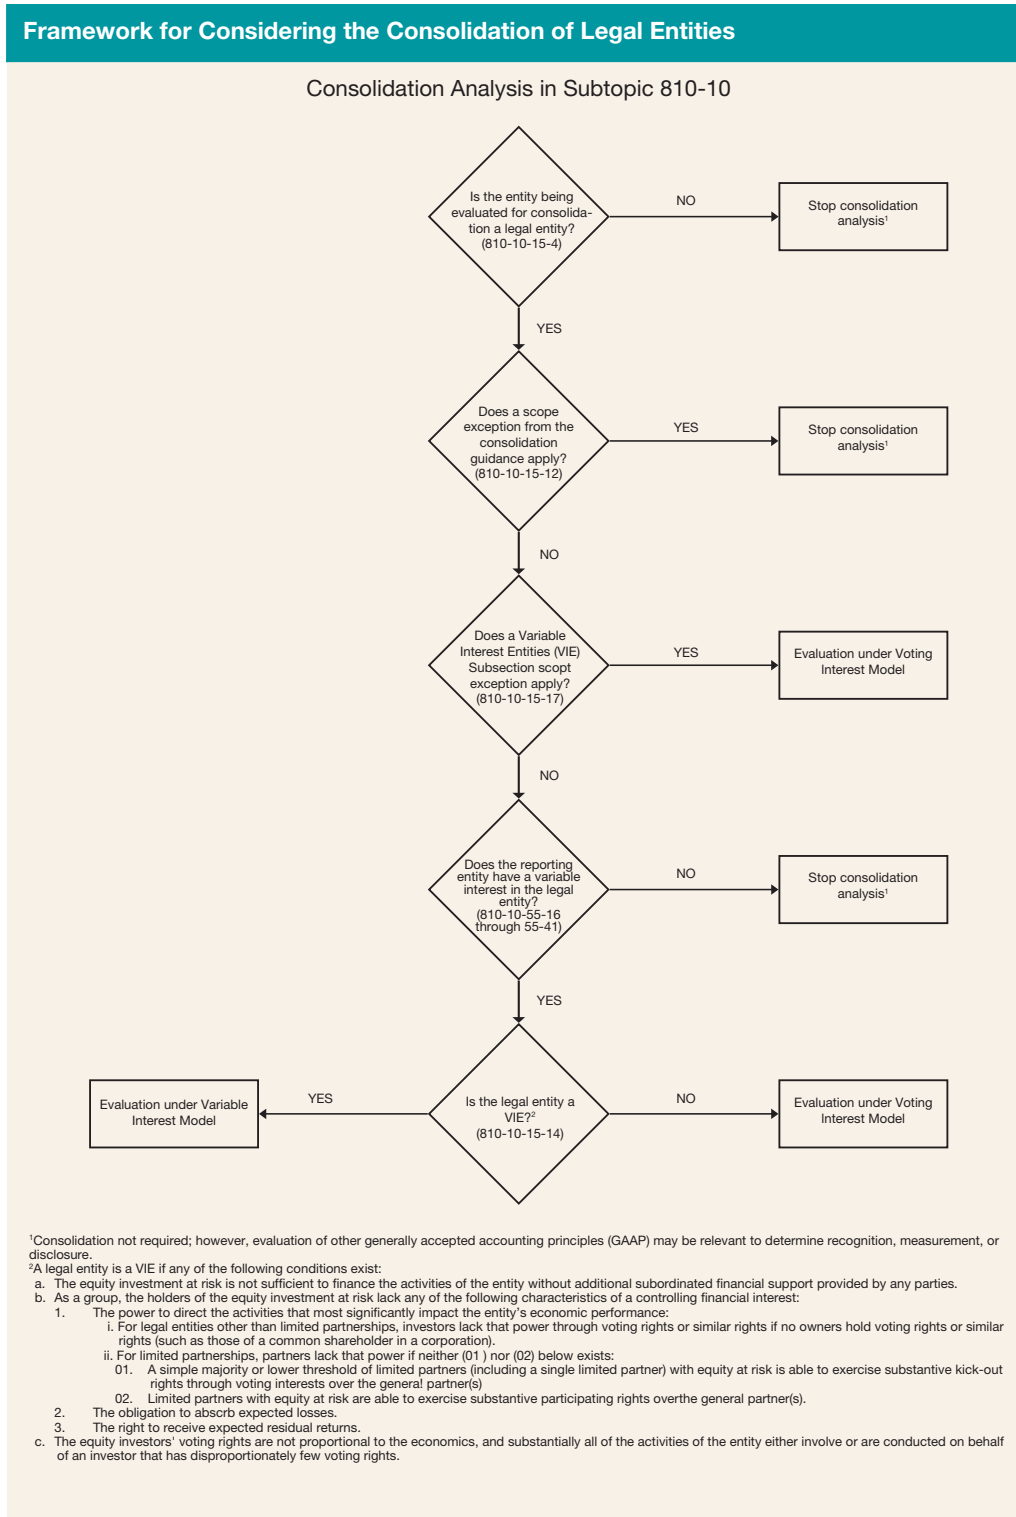 Framework for Considering the Consolidation of Legal Entities
Consolidation Analysis in Subtopic 810-10
Is the entity being
evaluated for consolida-
tion a legal entity?
(810-10-15-4)
NO
Stop consolidation
analysis¹
YES
Does a scope
exception from the
consolidation
guidance apply?
(810-10-15-12)
YES
Stop consolidation
analysis¹
NO
Does a Variable
Interest Entities (VIE)
Subsection scopt
exception apply?
(810-10-15-17)
YES
Evaluation under Voting
Interest Model
NO
Does the reporting
entity have a variable
interest in the legal
entity?
(810-10-55-16
through 55-41)
NO
Stop consolidation
analysis¹
YES
Evaluation under Variable
Interest Model
YES
Is the legal entity a
VIE?²
(810-10-15-14)
NO
Evaluation under Voting
Interest Model
¹Consolidation not required; however, evaluation of other generally accepted accounting principles (GAAP) may be relevant to determine recognition, measurement, or
disclosure.
²A legal entity is a VIE if any of the following conditions exist:
a. The equity investment at risk is not sufficient to finance the activities of the entity without additional subordinated financial support provided by any parties.
b. As a group, the holders of the equity investment at risk lack any of the following characteristics of a controlling financial interest:
1. The power to direct the activities that most significantly impact the entity's economic performance:
i. For legal entities other than limited partnerships, investors lack that power through voting rights or similar rights if no owners hold voting rights or similar
rights (such as those of a common shareholder in a corporation).
ii. For limited partnerships, partners lack that power if neither (01 ) nor (02) below exists:
01. A simple majority or lower threshold of limited partners (including a single limited partner) with equity at risk is able to exercise substantive kick-out
rights through voting interests over the genera! partner(s)
02. Limited partners with equity at risk are able to exercise substantive participating rights overthe general partner(s).
2. The obligation to abscrb expected losses.
3. The right to receive expected residual returns.
c. The equity investors' voting rights are not proportional to the economics, and substantially all of the activities of the entity either involve or are conducted on behalf
of an investor that has disproportionately few voting rights.